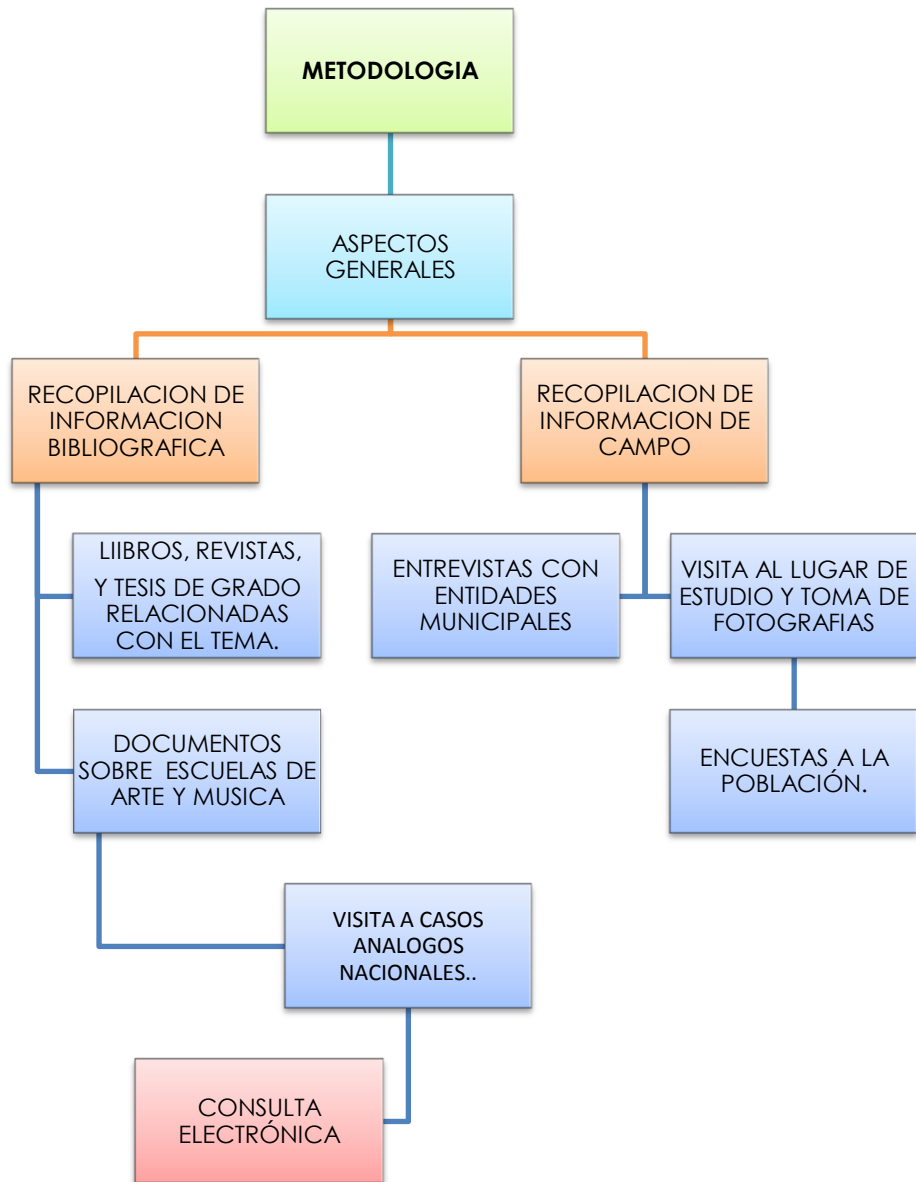 METODOLOGIA
ASPECTOS
GENERALES
RECOPILACION DE
INFORMACION
BIBLIOGRAFICA
RECOPILACION DE
INFORMACION DE
CAMPO
LIIBROS, REVISTAS,
Y TESIS DE GRADO
RELACIONADAS
CON EL TEMA.
ENTREVISTAS CON
ENTIDADES
MUNICIPALES
VISITA AL LUGAR DE
ESTUDIO Y TOMA DE
FOTOGRAFIAS
DOCUMENTOS
SOBRE ESCUELAS DE
ARTE Y MUSICA
ENCUESTAS A LA
POBLACIÓN.
VISITA A CASOS
ANALOGOS
NACIONALES..
CONSULTA
ELECTRÓNICA